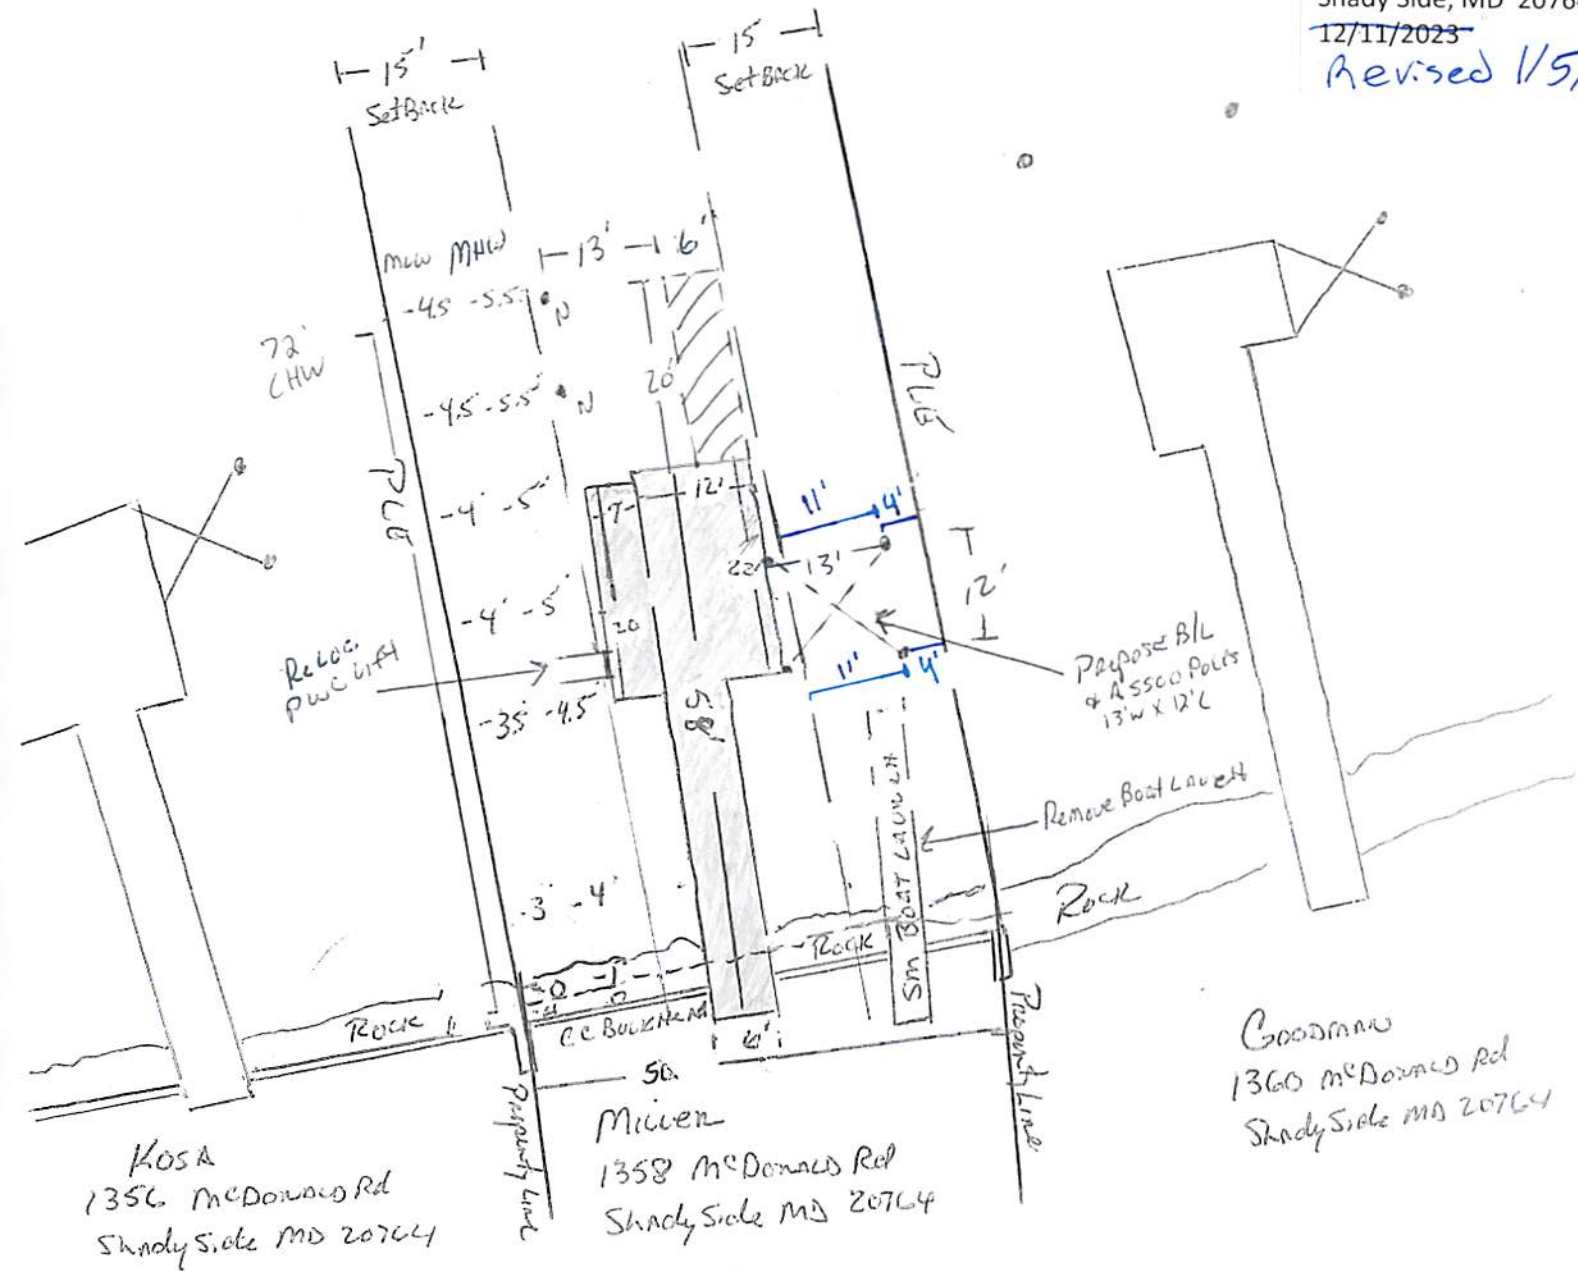 Shady Side, MD 2076
12/11/2023
Revised 1/5/
15'
SetBack
15'
SetBack
MLW MHW
13'
6'
-4.5 -5.5'
N
72'
CHW
20'
-4.5 -5.5'
N
PLE
PLE
-4' -5'
7
12'
11'
4'
22'
13'
12'
-4' -5'
20
ReLoc.
PWC Lift
-3.5' -4.5'
58'
11'
4'
Propose B/L
& Assoc Poles
13'W X 12'L
Remove Boat Launch
Sm BOAT LAUNCH
-3' -4'
Rock
Rock
Rock
CC BulkHead
6'
50.
Property Line
Property Line
Kosa
1356 McDonald Rd
Shady Side MD 20764
Miller
1358 McDonald Rd
Shady Side MD 20764
Goodman
1360 McDonald Rd
Shady Side MD 20764